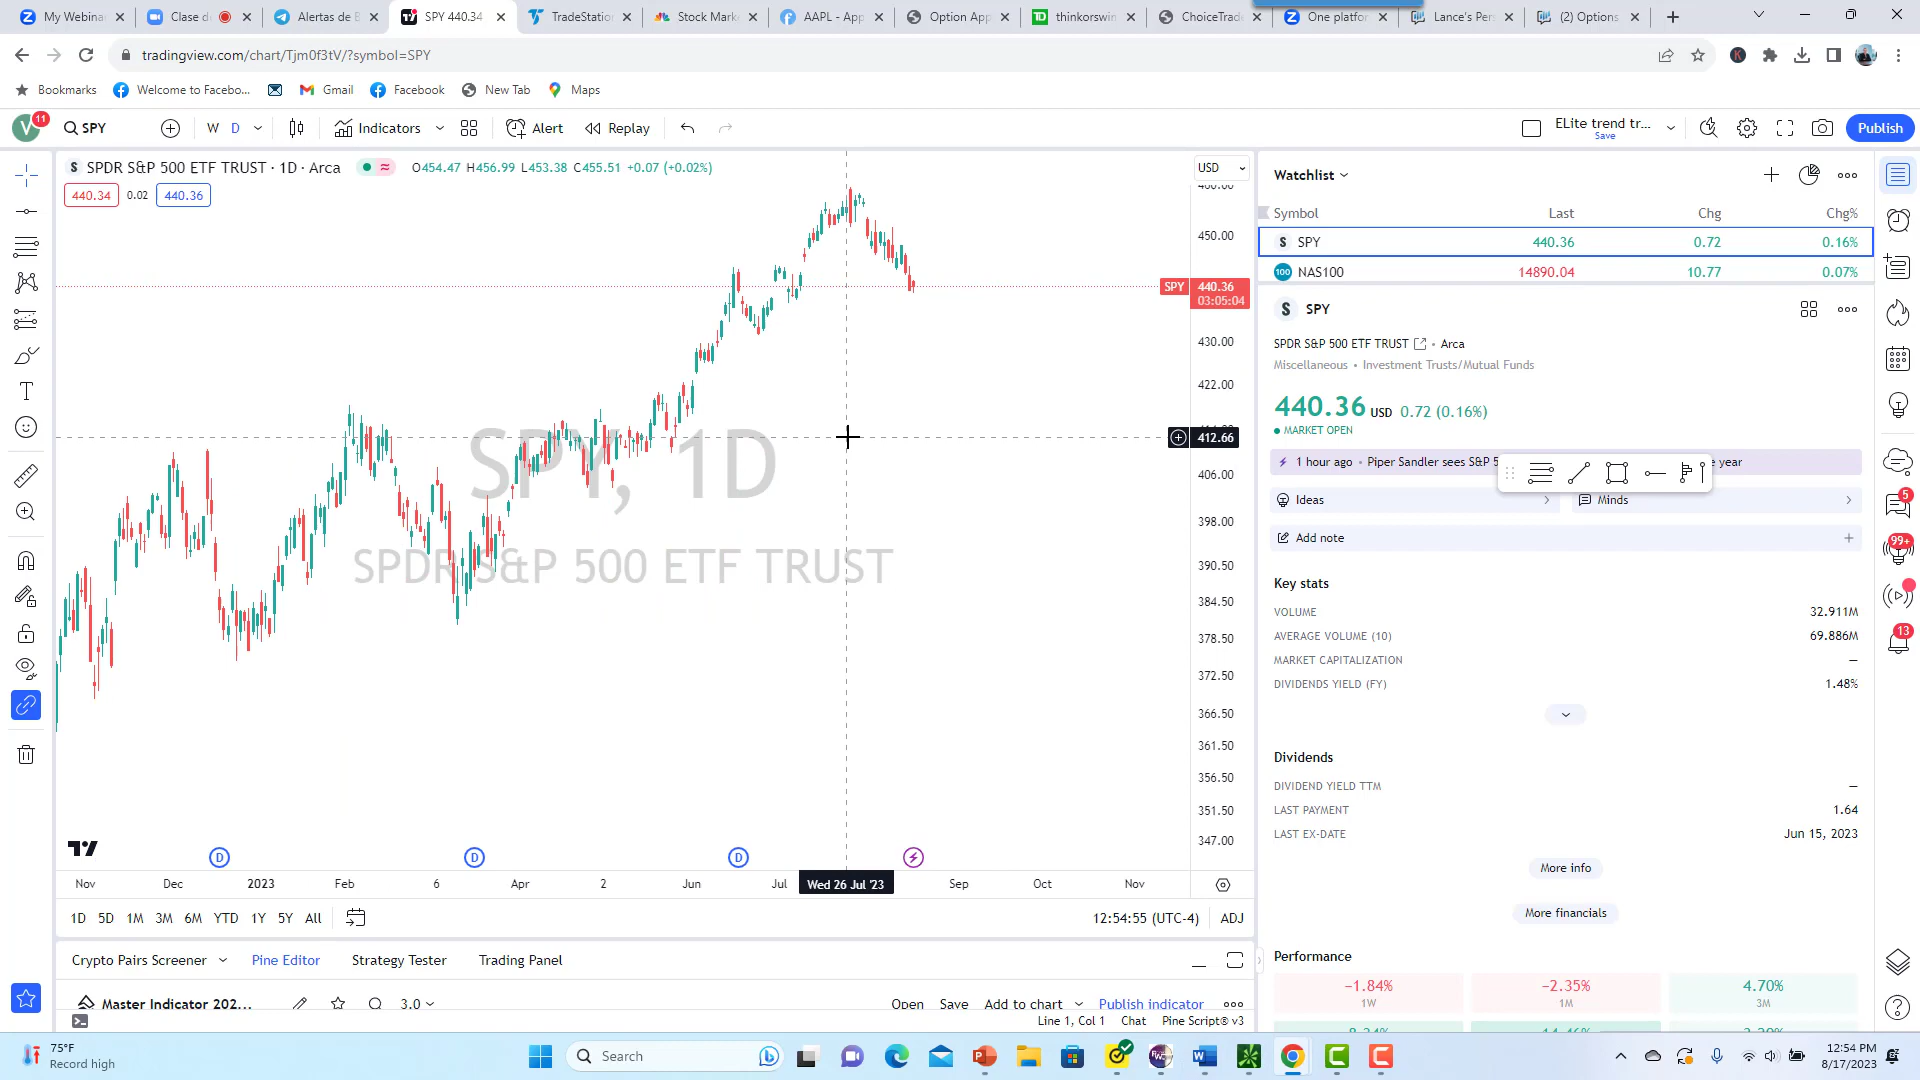 My Webinar
Clase d
Alertas de B
SPY 440.34
TradeStation
Stock Mark
AAPL - App
Option App
thinkorswim
ChoiceTrad
One platfor
Lance's Per
(2) Options
tradingview.com/chart/Tjm0f3tV/?symbol=SPY
Bookmarks
Welcome to Facebo...
Gmail
Facebook
New Tab
Maps
V
11
SPY
W
D
Indicators
Alert
Replay
ELite trend tr...
Save
Publish
SPDR S&P 500 ETF TRUST · 1D · Arca
O454.47 H456.99 L453.38 C455.51 +0.07 (+0.02%)
USD
440.34
0.02
440.36
460.00
450.00
SPY
440.36
03:05:04
430.00
422.00
412.66
406.00
398.00
390.50
384.50
378.50
372.50
366.50
361.50
356.50
351.50
347.00
SPY, 1D
SPDR S&P 500 ETF TRUST
D
D
D
Nov
Dec
2023
Feb
6
Apr
2
Jun
Jul
Wed 26 Jul '23
Sep
Oct
Nov
1D
5D
1M
3M
6M
YTD
1Y
5Y
All
12:54:55 (UTC-4)
ADJ
Crypto Pairs Screener
Pine Editor
Strategy Tester
Trading Panel
Master Indicator 202...
3.0
Open
Save
Add to chart
Publish indicator
Line 1, Col 1
Chat
Pine Script® v3
Watchlist
Symbol
Last
Chg
Chg%
SPY
440.36
0.72
0.16%
100
NAS100
14890.04
10.77
0.07%
SPY
SPDR S&P 500 ETF TRUST
Arca
Miscellaneous • Investment Trusts/Mutual Funds
440.36 USD 0.72 (0.16%)
MARKET OPEN
1 hour ago • Piper Sandler sees S&P 5
e year
Ideas
Minds
Add note
Key stats
VOLUME
32.911M
AVERAGE VOLUME (10)
69.886M
MARKET CAPITALIZATION
—
DIVIDENDS YIELD (FY)
1.48%
Dividends
DIVIDEND YIELD TTM
—
LAST PAYMENT
1.64
LAST EX-DATE
Jun 15, 2023
More info
More financials
Performance
−1.84%
1W
−2.35%
1M
4.70%
3M
5
99+
13
75°F
Record high
Search
12:54 PM
8/17/2023